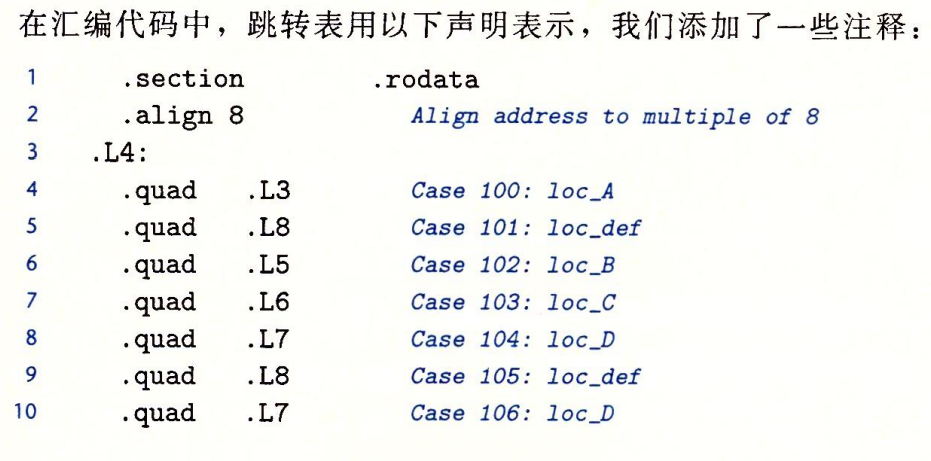 在汇编代码中，跳转表用以下声明表示，我们添加了一些注释：
1 .section .rodata
2 .align 8 Align address to multiple of 8
3 .L4:
4 .quad .L3 Case 100: loc_A
5 .quad .L8 Case 101: loc_def
6 .quad .L5 Case 102: loc_B
7 .quad .L6 Case 103: loc_C
8 .quad .L7 Case 104: loc_D
9 .quad .L8 Case 105: loc_def
10 .quad .L7 Case 106: loc_D